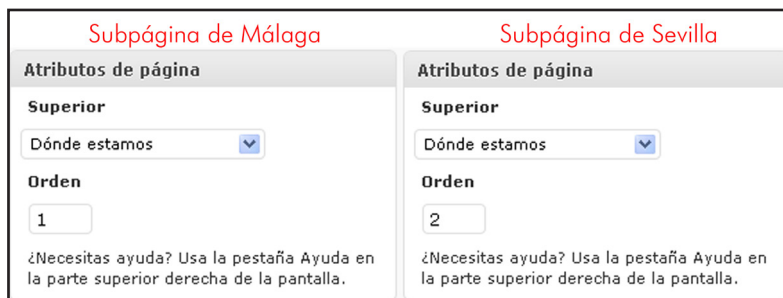 Subpágina de Málaga
Atributos de página
Superior
Dónde estamos
Orden
1
¿Necesitas ayuda? Usa la pestaña Ayuda en
la parte superior derecha de la pantalla.
Subpágina de Sevilla
Atributos de página
Superior
Dónde estamos
Orden
2
¿Necesitas ayuda? Usa la pestaña Ayuda en
la parte superior derecha de la pantalla.